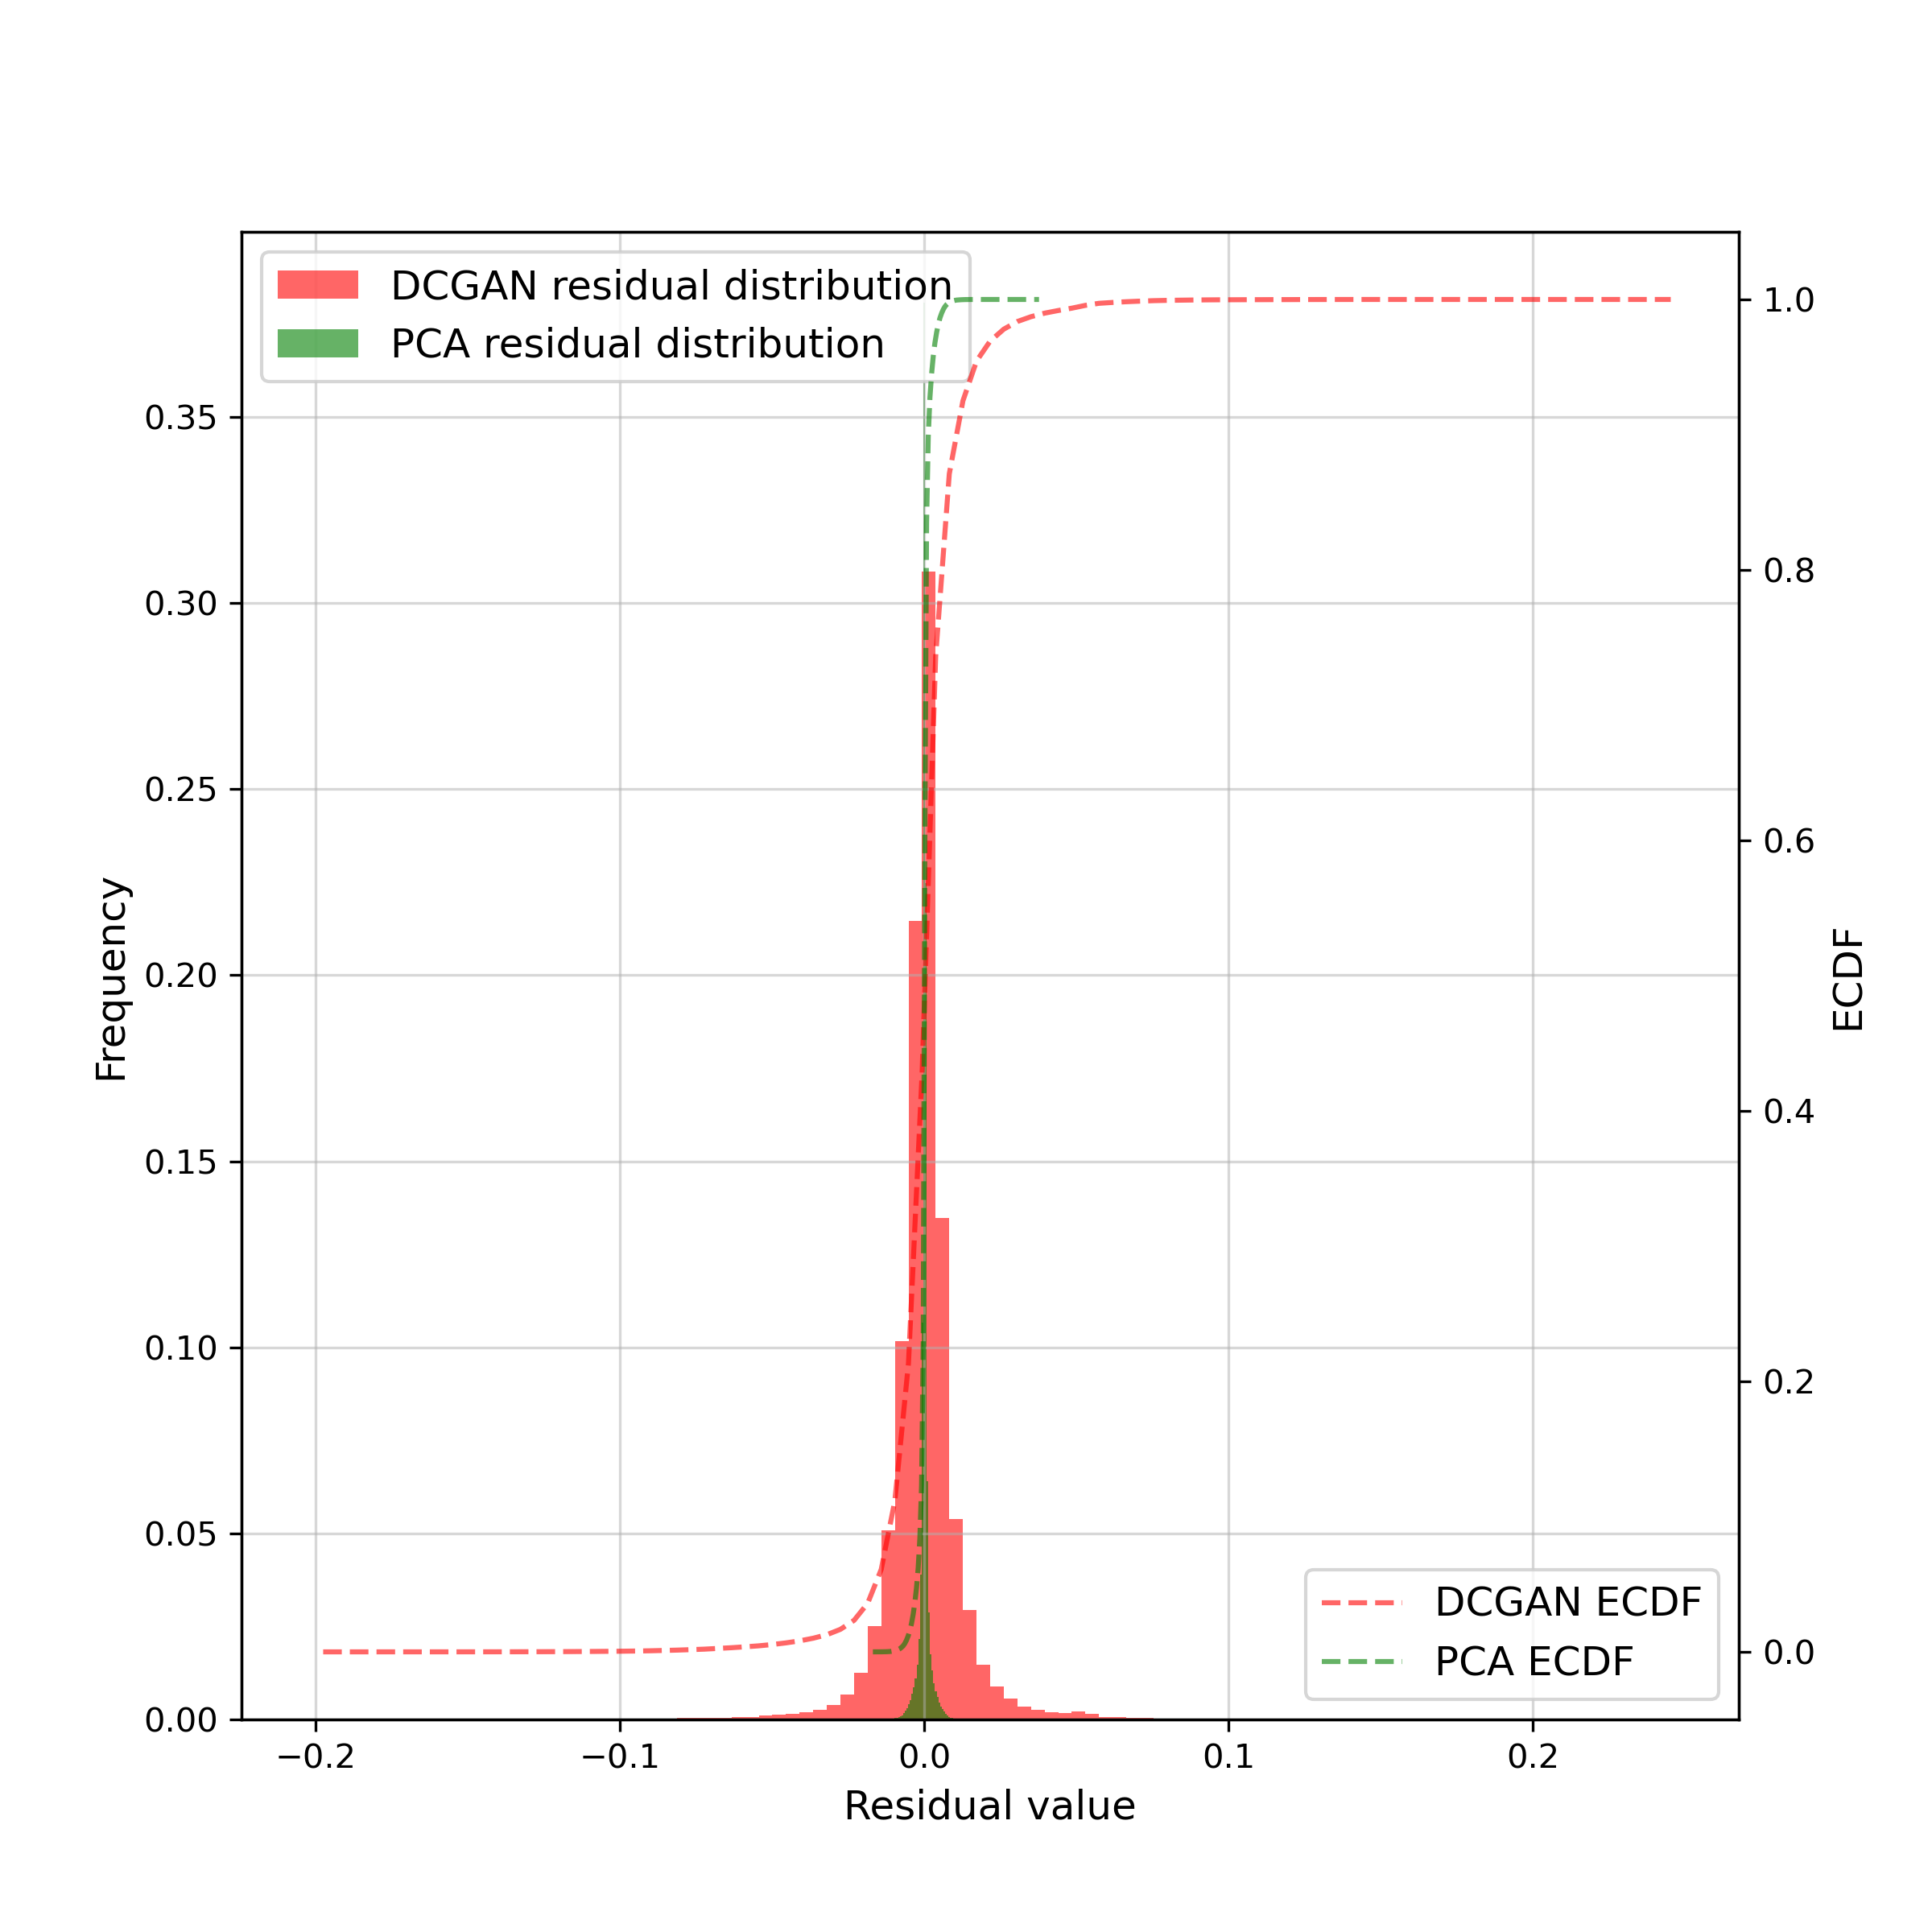 DCGAN residual distribution
PCA residual distribution
0.35
0.30
0.25
0.20
0.15
0.10
0.05
0.00
Frequency
1.0
0.8
0.6
0.4
0.2
0.0
ECDF
DCGAN ECDF
PCA ECDF
−0.2
−0.1
0.0
0.1
0.2
Residual value